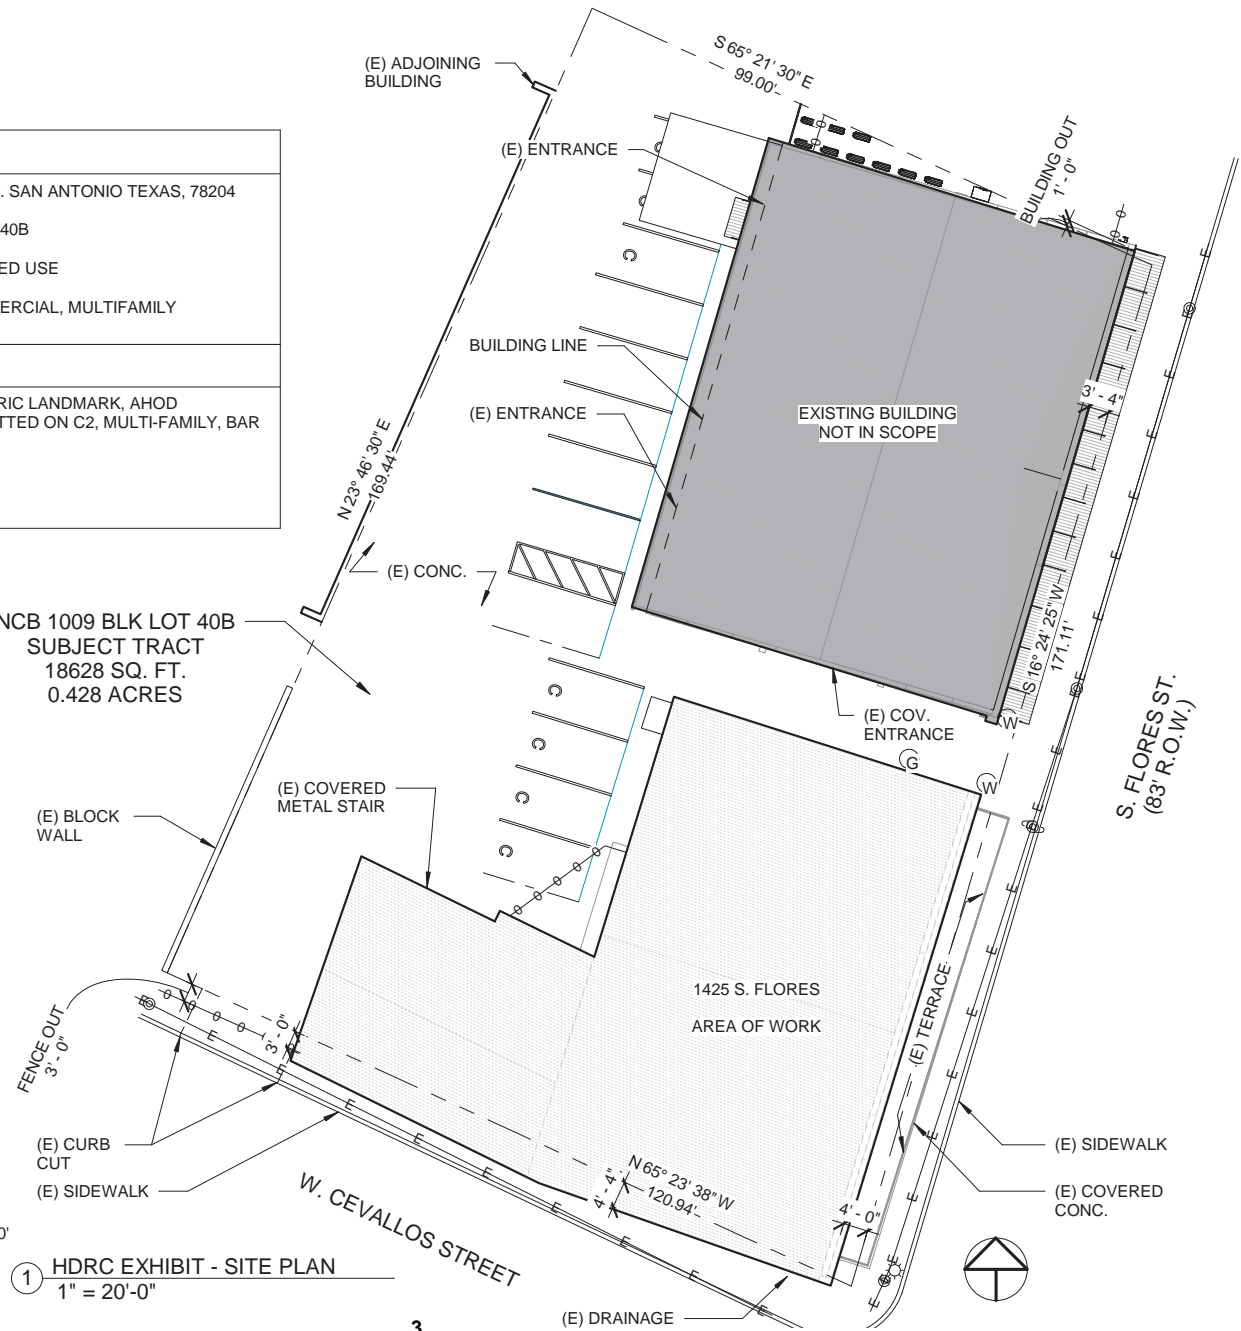 S 65° 21' 30" E
99.00'
(E) ADJOINING
BUILDING
(E) ENTRANCE
BUILDING OUT
1' - 0"
. SAN ANTONIO TEXAS, 78204
40B
ED USE
ERCIAL, MULTIFAMILY
RIC LANDMARK, AHOD
TTED ON C2, MULTI-FAMILY, BAR
BUILDING LINE
(E) ENTRANCE
EXISTING BUILDING
NOT IN SCOPE
3' - 4"
N 23° 46' 30" E
169.44'
(E) CONC.
NCB 1009 BLK LOT 40B
SUBJECT TRACT
18628 SQ. FT.
0.428 ACRES
S 16° 24' 25" W
171.11'
S. FLORES ST.
(83' R.O.W.)
(E) COV.
ENTRANCE
W
G
W
(E) COVERED
METAL STAIR
(E) BLOCK
WALL
C
C
C
C
C
1425 S. FLORES
AREA OF WORK
(E) TERRACE
FENCE OUT
3' - 0"
3' - 0"
(E) CURB
CUT
(E) SIDEWALK
W. CEVALLOS STREET
N 65° 23' 38" W
120.94'
4' - 4"
4' - 0"
(E) SIDEWALK
(E) COVERED
CONC.
0'
1
HDRC EXHIBIT - SITE PLAN
1" = 20'-0"
(E) DRAINAGE
3